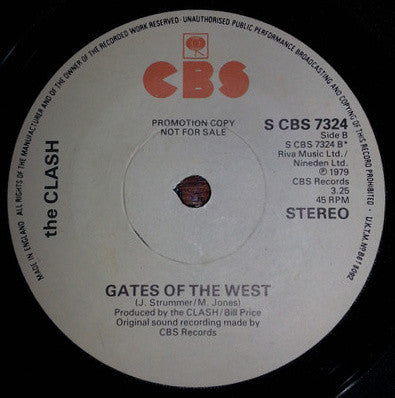 ALL RIGHTS OF THE MANUFACTURER AND OF THE OWNER OF THE RECORDED WORK RESERVED · UNAUTHORISED PUBLIC PERFORMANCE BROADCASTING AND COPYING OF THIS RECORD PROHIBITED · U.K.T.M. No
MADE IN ENGLAND
CBS
PROMOTION COPY
NOT FOR SALE
the CLASH
S CBS 7324
Side B
S CBS 7324 B*
Riva Music Ltd./
Nineden Ltd.
℗ 1979
CBS Records
3.25
45 RPM
STEREO
GATES OF THE WEST
(J. Strummer/M. Jones)
Produced by the CLASH/Bill Price
Original sound recording made by
CBS Records